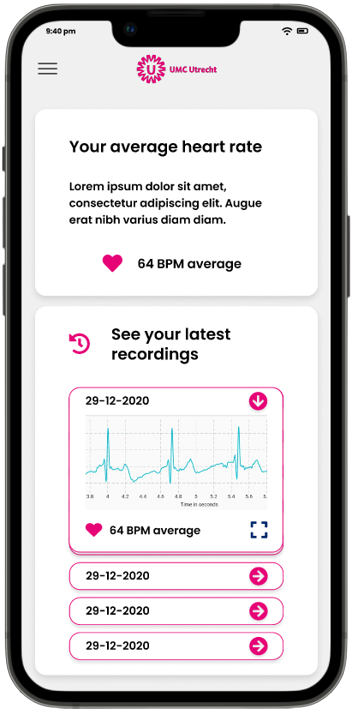 9:40 pm
UMC Utrecht
Your average heart rate
Lorem ipsum dolor sit amet,
consectetur adipiscing elit. Augue
erat nibh varius diam diam.
64 BPM average
See your latest
recordings
29-12-2020
3.8 4 4.2 4.4 4.6 4.8 5 5.2 5.4 5.6 5.
Time in seconds
64 BPM average
29-12-2020
29-12-2020
29-12-2020